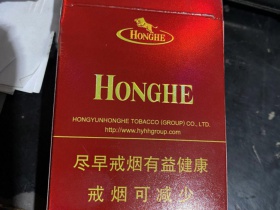 HONGHE
HONGHE
HONGYUNHONGHE TOBACCO (GROUP) CO., LTD.
http://www.hyhhgroup.com
尽早戒烟有益健康
戒烟可减少